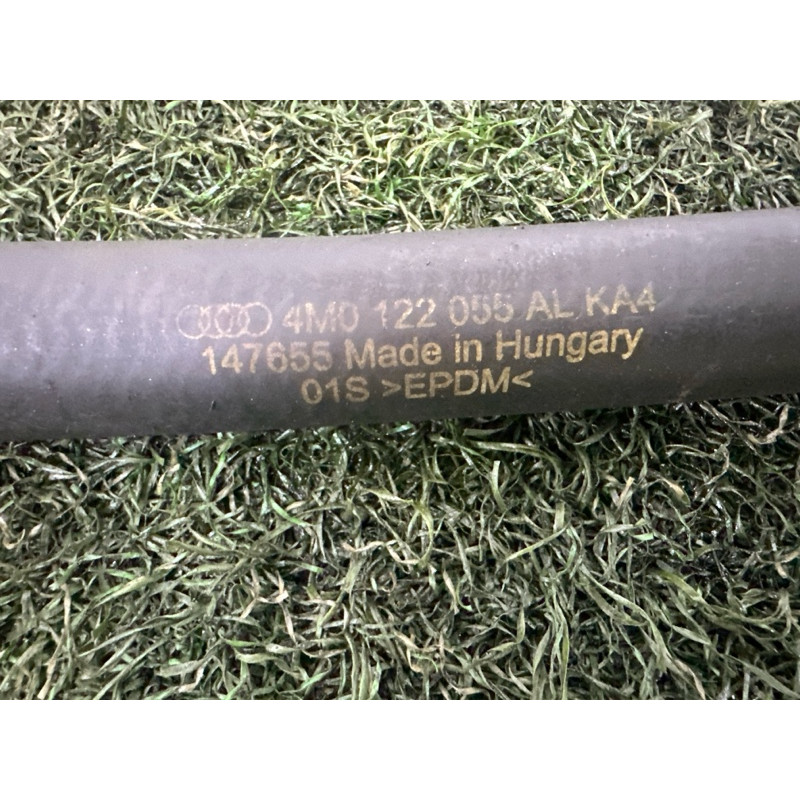 4M0 122 055 AL KA4
147655 Made in Hungary
01S >EPDM<